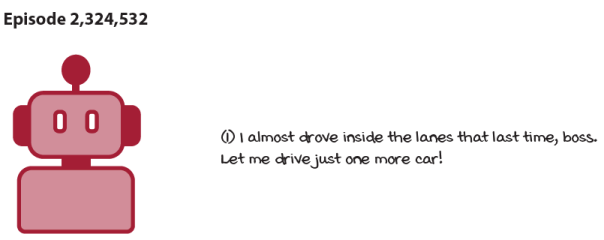 Episode 2,324,532
(1) I almost drove inside the lanes that last time, boss.
Let me drive just one more car!